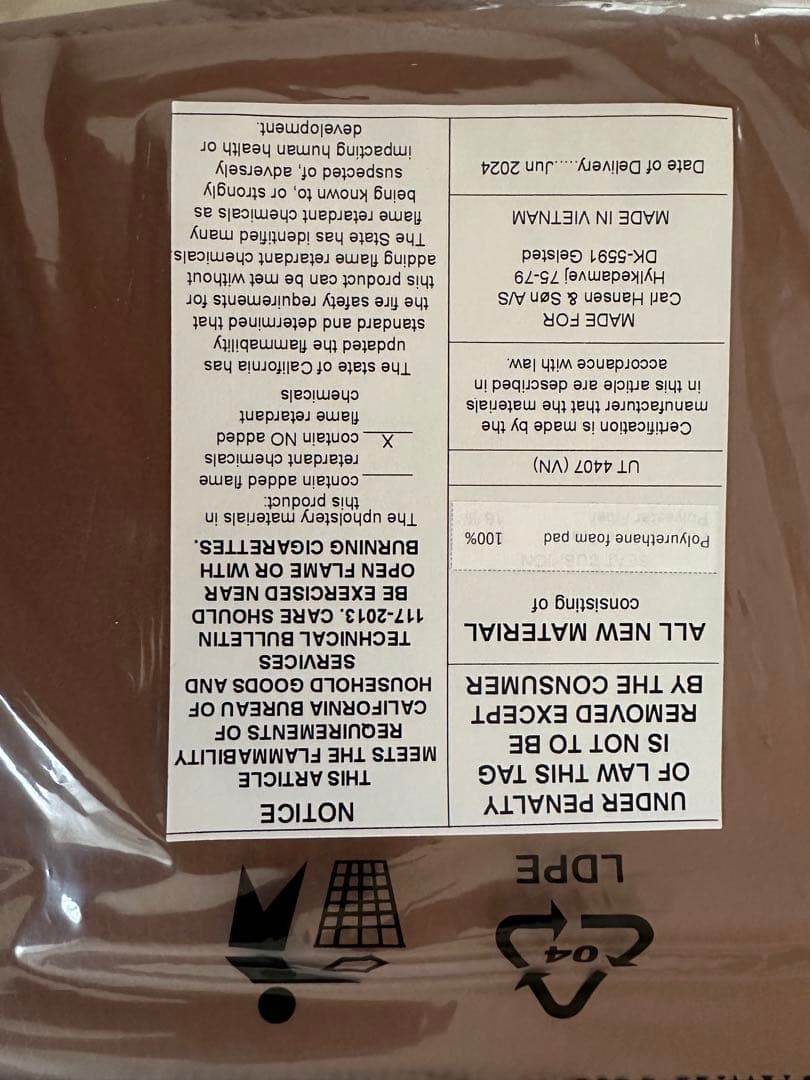 UNDER PENALTY
OF LAW THIS TAG
IS NOT TO BE
REMOVED EXCEPT
BY THE CONSUMER
ALL NEW MATERIAL
consisting of
Polyurethane foam pad 100%
UT 4407 (VN)
Certification is made by the
manufacturer that the materials
in this article are described in
accordance with law.
MADE FOR
Carl Hansen & Søn A/S
Hylkedamvej 75-79
DK-5591 Gelsted
MADE IN VIETNAM
Date of Delivery.....Jun 2024
NOTICE
THIS ARTICLE
MEETS THE FLAMMABILITY
REQUIREMENTS OF
CALIFORNIA BUREAU OF
HOUSEHOLD GOODS AND
SERVICES
TECHNICAL BULLETIN
117-2013. CARE SHOULD
BE EXERCISED NEAR
OPEN FLAME OR WITH
BURNING CIGARETTES.
The upholstery materials in
this product:
____ contain added flame
retardant chemicals
__X__ contain NO added
flame retardant
chemicals
The state of California has
updated the flammability
standard and determined that
the fire safety requirements for
this product can be met without
adding flame retardant chemicals
The State has identified many
flame retardant chemicals as
being known to, or strongly
suspected of, adversely
impacting human health or
development.
04
LDPE